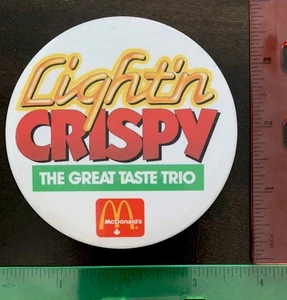 Light'n
CRISPY
THE GREAT TASTE TRIO
McDonald's